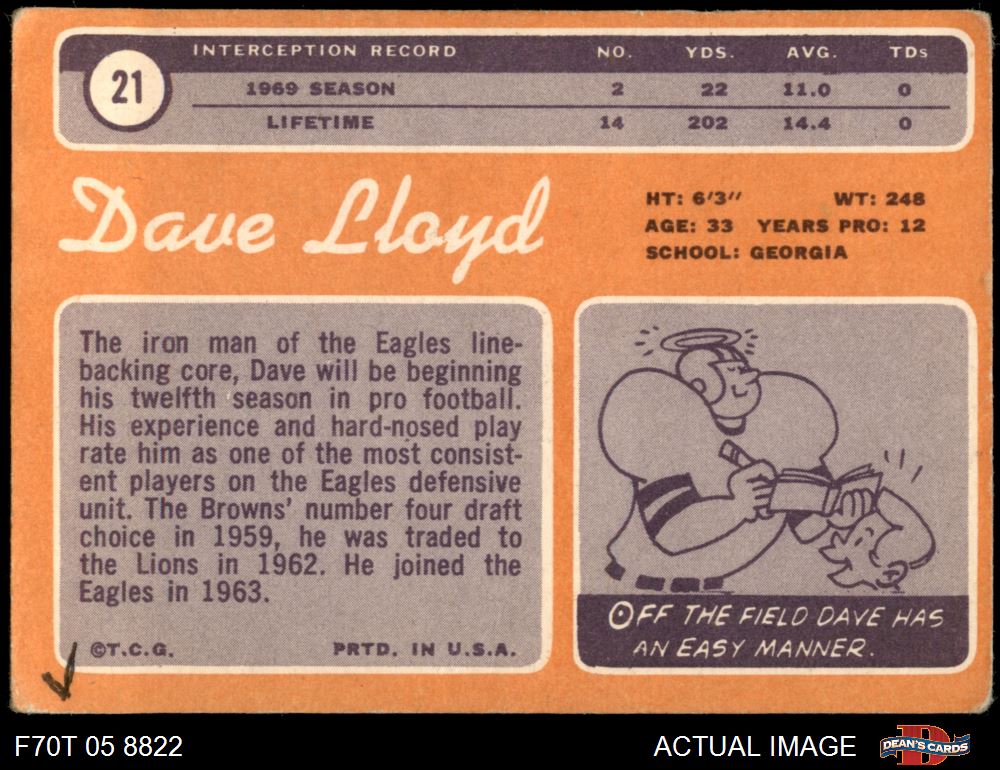 21
INTERCEPTION RECORD NO. YDS. AVG. TDs
1969 SEASON 2 22 11.0 0
LIFETIME 14 202 14.4 0
Dave Lloyd
HT: 6'3" WT: 248
AGE: 33 YEARS PRO: 12
SCHOOL: GEORGIA
The iron man of the Eagles line-
backing core, Dave will be beginning
his twelfth season in pro football.
His experience and hard-nosed play
rate him as one of the most consist-
ent players on the Eagles defensive
unit. The Browns' number four draft
choice in 1959, he was traded to
the Lions in 1962. He joined the
Eagles in 1963.
©T.C.G. PRTD. IN U.S.A.
OFF THE FIELD DAVE HAS
AN EASY MANNER.
F70T 05 8822 ACTUAL IMAGE D DEAN'S CARDS